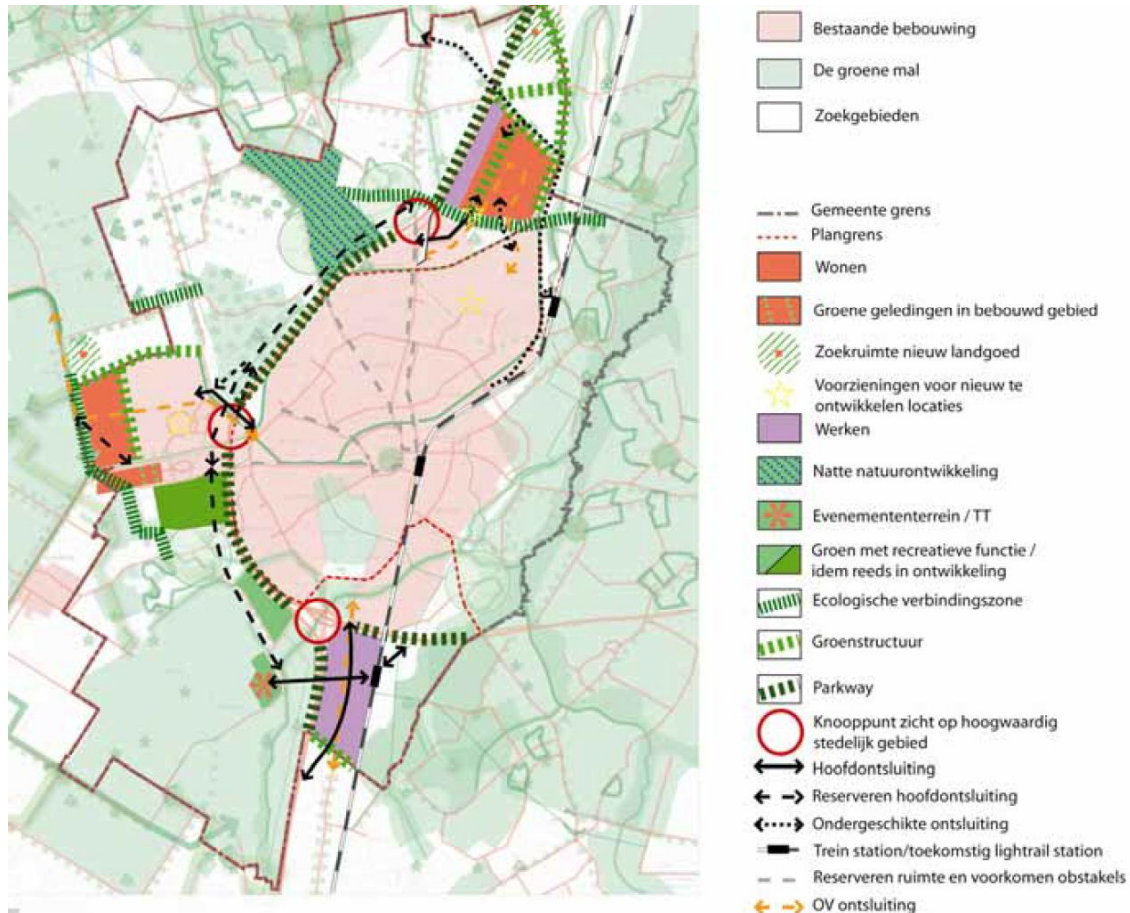 Bestaande bebouwing
De groene mal
Zoekgebieden
Gemeente grens
Plangrens
Wonen
Groene geledingen in bebouwd gebied
Zoekruimte nieuw landgoed
Voorzieningen voor nieuw te
ontwikkelen locaties
Werken
Natte natuurontwikkeling
Evenemententerrein / TT
Groen met recreatieve functie /
idem reeds in ontwikkeling
Ecologische verbindingszone
Groenstructuur
Parkway
Knooppunt zicht op hoogwaardig
stedelijk gebied
Hoofdontsluiting
Reserveren hoofdontsluiting
Ondergeschikte ontsluiting
Trein station/toekomstig lightrail station
Reserveren ruimte en voorkomen obstakels
OV ontsluiting